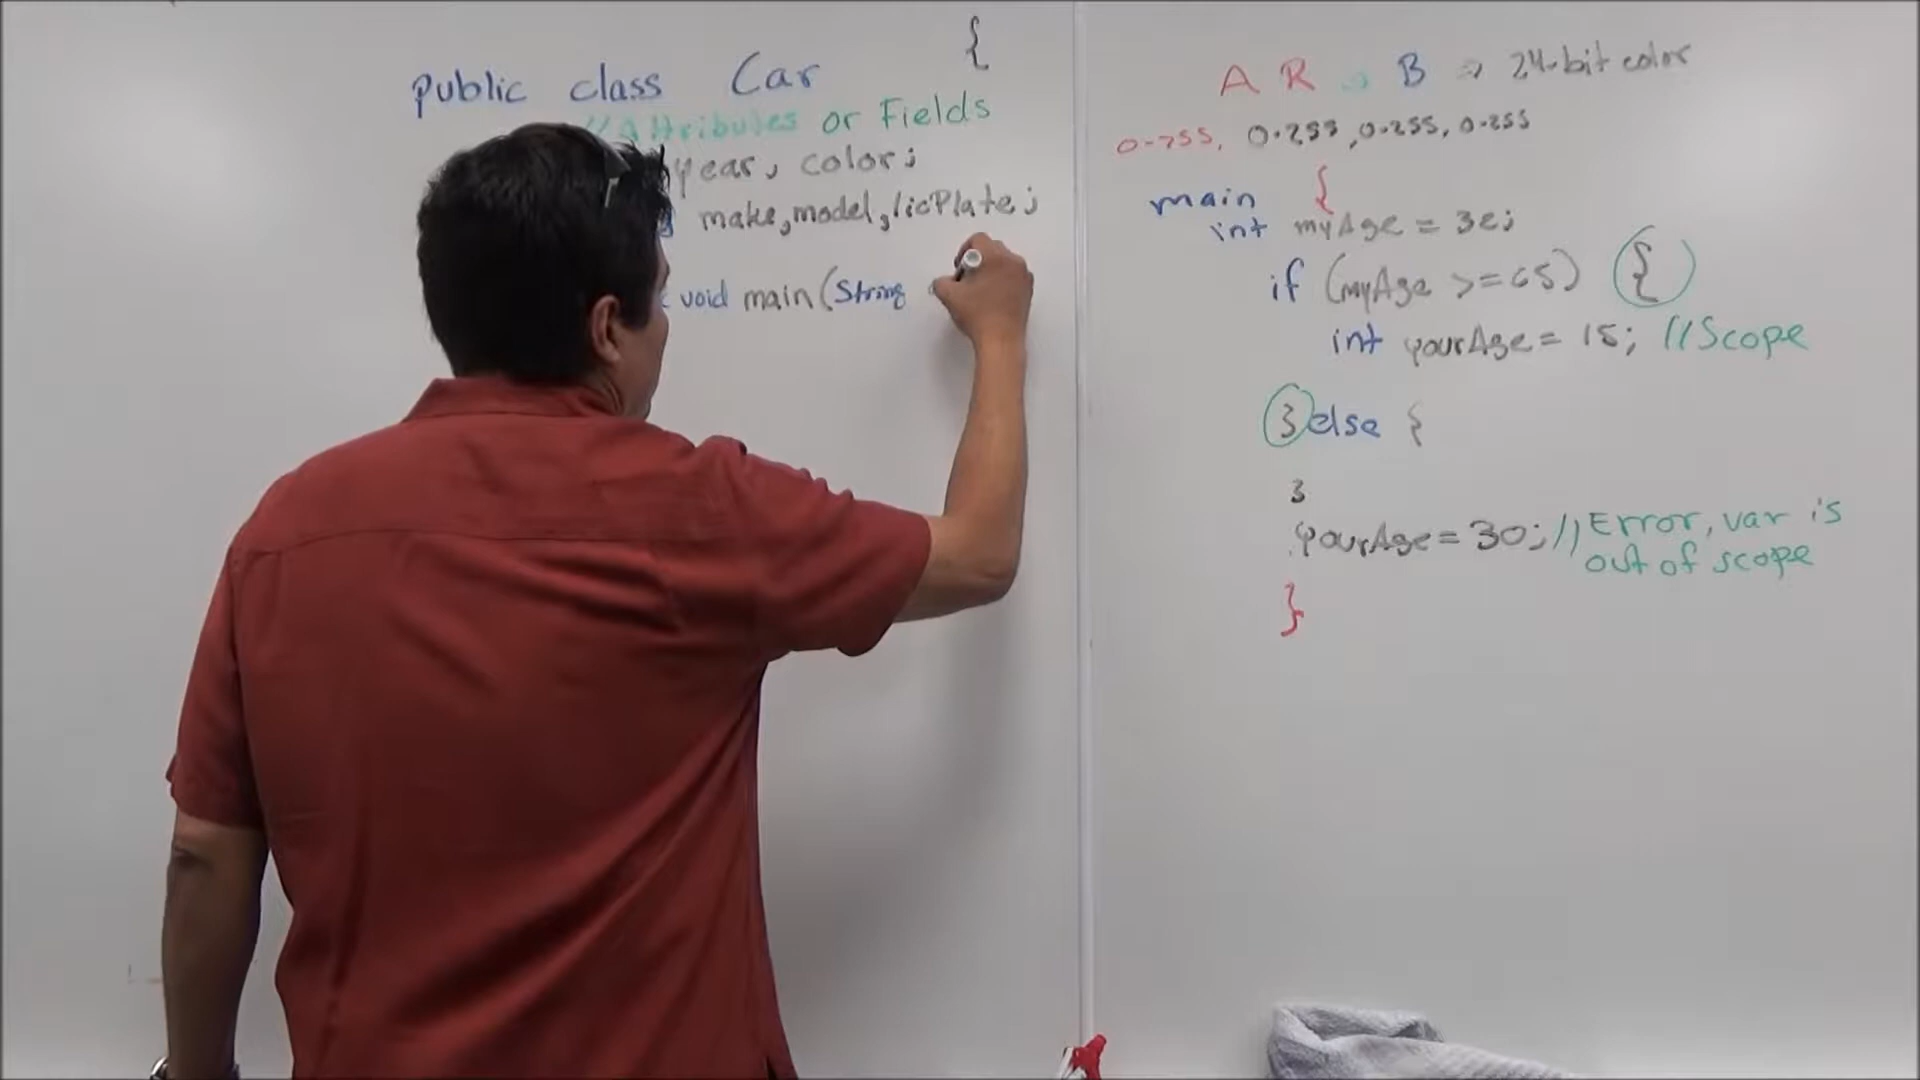 public class Car {
//Attributes or Fields
year, color;
make, model, licPlate;
void main(String
A R B => 24-bit color
0-255, 0-255, 0-255, 0-255
main {
int myAge = 32;
if (myAge >= 65) {
int yourAge = 15; //Scope
} else {
}
yourAge = 30; // Error, var is
out of scope
}